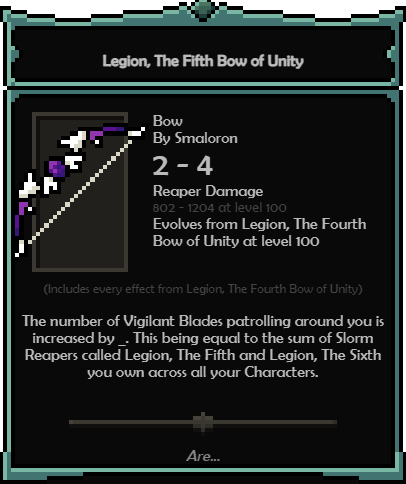 Legion, The Fifth Bow of Unity
Bow
By Smaloron
2 - 4
Reaper Damage
802 - 1204 at level 100
Evolves from Legion, The Fourth
Bow of Unity at level 100
(Includes every effect from Legion, The Fourth Bow of Unity)
The number of Vigilant Blades patrolling around you is
increased by _. This being equal to the sum of Slorm
Reapers called Legion, The Fifth and Legion, The Sixth
you own across all your Characters.
Are...